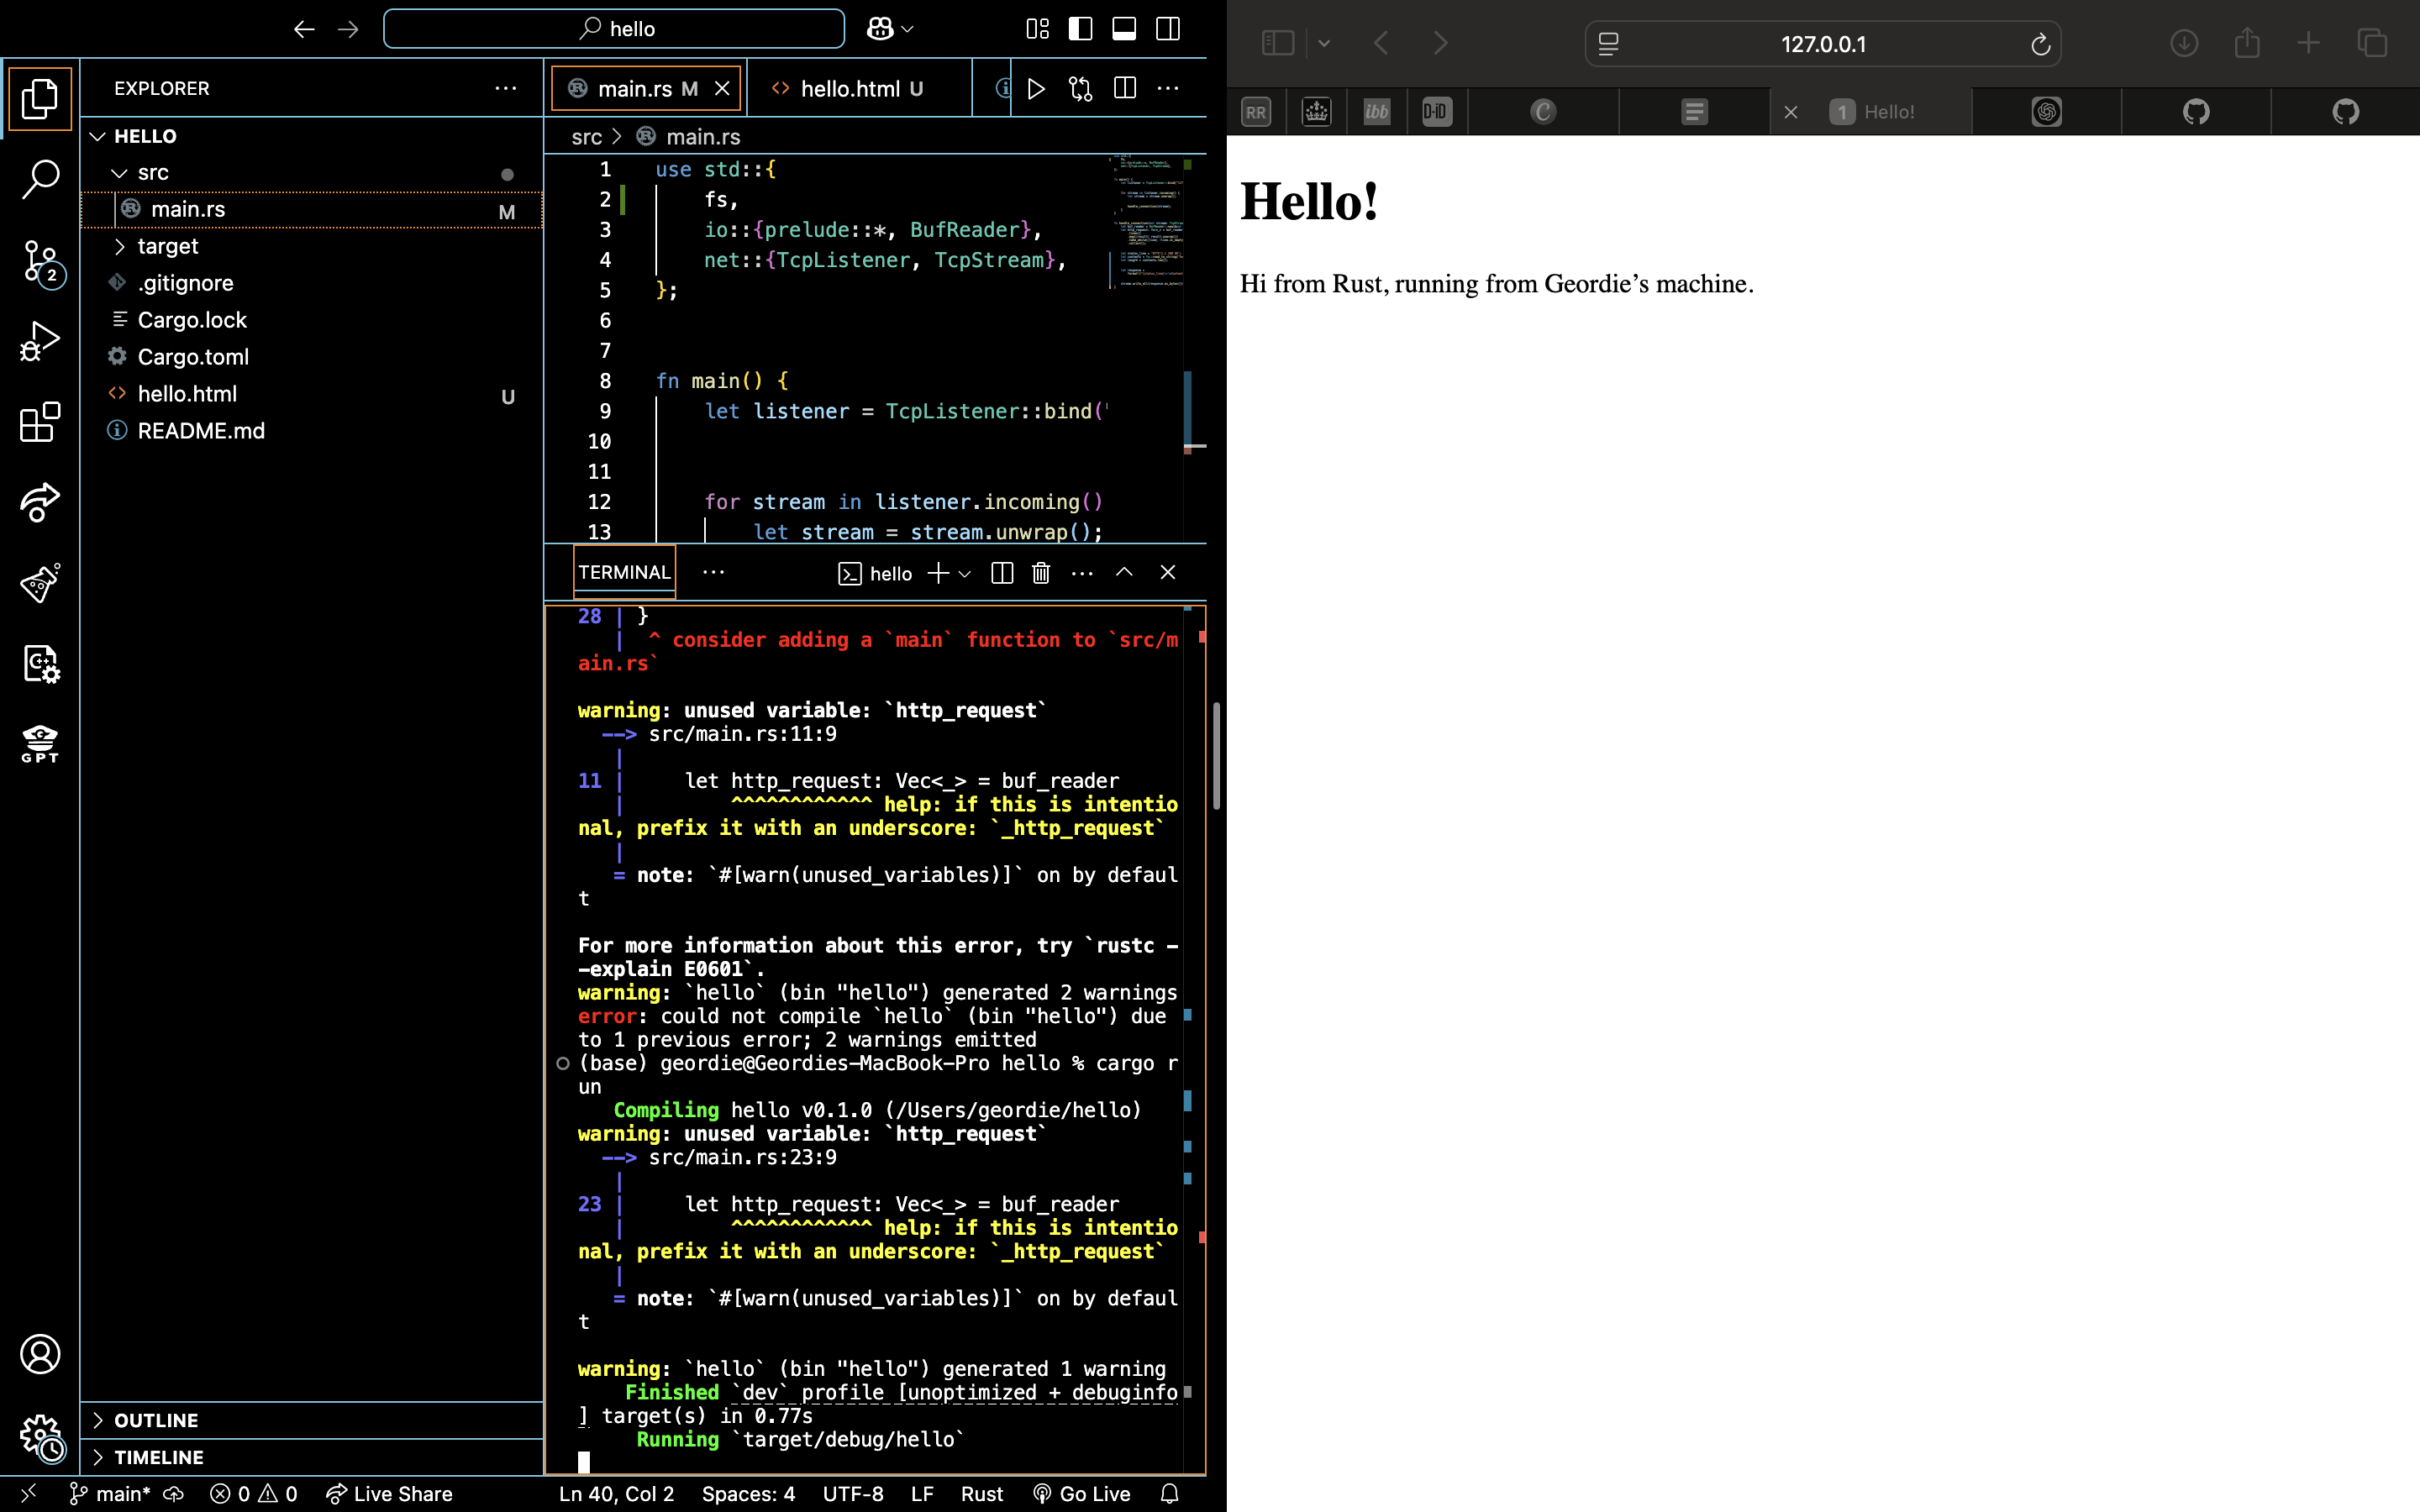 hello
EXPLORER
HELLO
src
main.rs M
target
.gitignore
Cargo.lock
Cargo.toml
hello.html U
README.md
OUTLINE
TIMELINE
2
GPT
main.rs M
hello.html U
src > main.rs
1 use std::{
2 fs,
3 io::{prelude::*, BufReader},
4 net::{TcpListener, TcpStream},
5 };
6
7
8 fn main() {
9 let listener = TcpListener::bind("
10
11
12 for stream in listener.incoming()
13 let stream = stream.unwrap();
TERMINAL
hello
28 | }
| ^ consider adding a `main` function to `src/m
ain.rs`
warning: unused variable: `http_request`
--> src/main.rs:11:9
|
11 | let http_request: Vec<_> = buf_reader
| ^^^^^^^^^^^^ help: if this is intentio
nal, prefix it with an underscore: `_http_request`
|
= note: `#[warn(unused_variables)]` on by defaul
t
For more information about this error, try `rustc -
-explain E0601`.
warning: `hello` (bin "hello") generated 2 warnings
error: could not compile `hello` (bin "hello") due
to 1 previous error; 2 warnings emitted
(base) geordie@Geordies-MacBook-Pro hello % cargo r
un
Compiling hello v0.1.0 (/Users/geordie/hello)
warning: unused variable: `http_request`
--> src/main.rs:23:9
|
23 | let http_request: Vec<_> = buf_reader
| ^^^^^^^^^^^^ help: if this is intentio
nal, prefix it with an underscore: `_http_request`
|
= note: `#[warn(unused_variables)]` on by defaul
t
warning: `hello` (bin "hello") generated 1 warning
Finished `dev` profile [unoptimized + debuginfo
] target(s) in 0.77s
Running `target/debug/hello`
main* 0 0 Live Share Ln 40, Col 2 Spaces: 4 UTF-8 LF Rust Go Live
127.0.0.1
RR ibb D-iD C 1 Hello!
Hello!
Hi from Rust, running from Geordie’s machine.